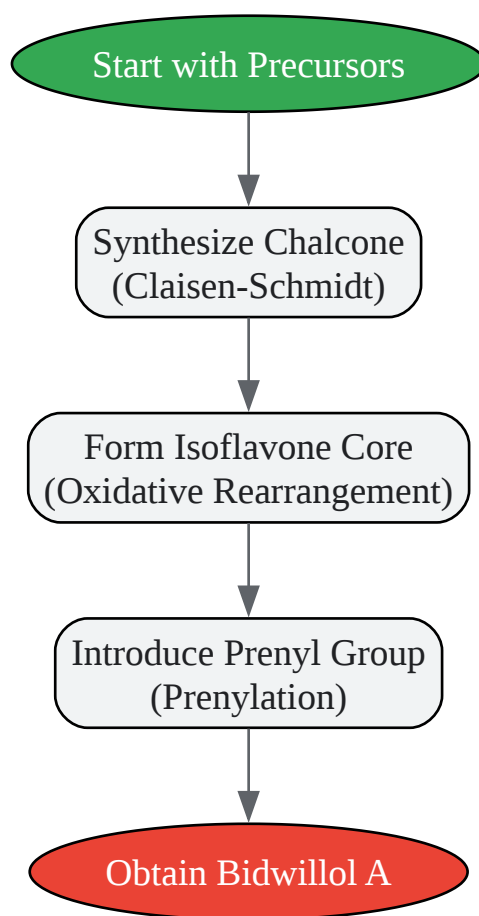 Start with Precursors
Synthesize Chalcone
(Claisen-Schmidt)
Form Isoflavone Core
(Oxidative Rearrangement)
Introduce Prenyl Group
(Prenylation)
Obtain Bidwillol A